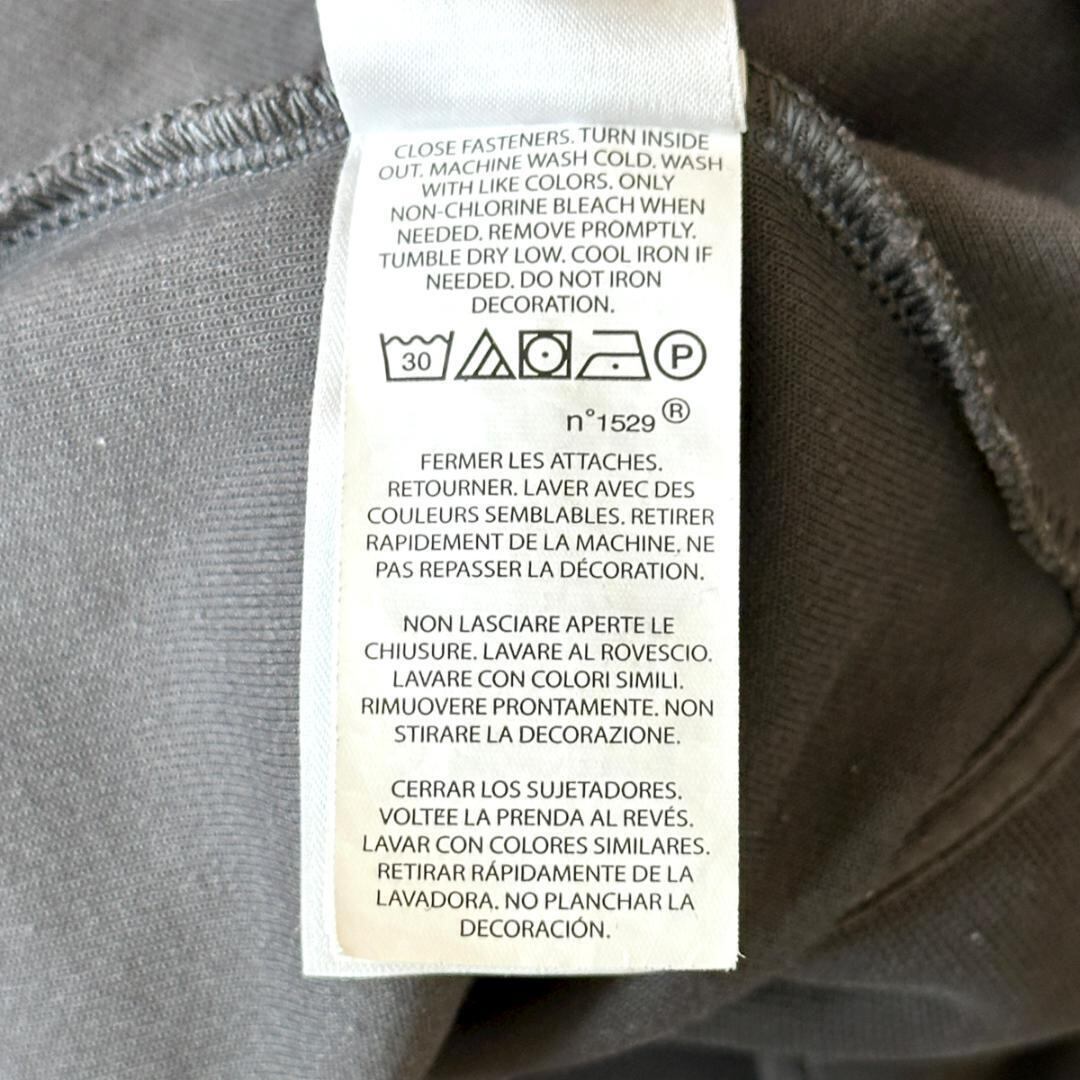 CLOSE FASTENERS. TURN INSIDE
OUT. MACHINE WASH COLD. WASH
WITH LIKE COLORS. ONLY
NON-CHLORINE BLEACH WHEN
NEEDED. REMOVE PROMPTLY.
TUMBLE DRY LOW. COOL IRON IF
NEEDED. DO NOT IRON
DECORATION.
30 P
n°1529®
FERMER LES ATTACHES.
RETOURNER. LAVER AVEC DES
COULEURS SEMBLABLES. RETIRER
RAPIDEMENT DE LA MACHINE. NE
PAS REPASSER LA DÉCORATION.
NON LASCIARE APERTE LE
CHIUSURE. LAVARE AL ROVESCIO.
LAVARE CON COLORI SIMILI.
RIMUOVERE PRONTAMENTE. NON
STIRARE LA DECORAZIONE.
CERRAR LOS SUJETADORES.
VOLTEE LA PRENDA AL REVÉS.
LAVAR CON COLORES SIMILARES.
RETIRAR RÁPIDAMENTE DE LA
LAVADORA. NO PLANCHAR LA
DECORACIÓN.